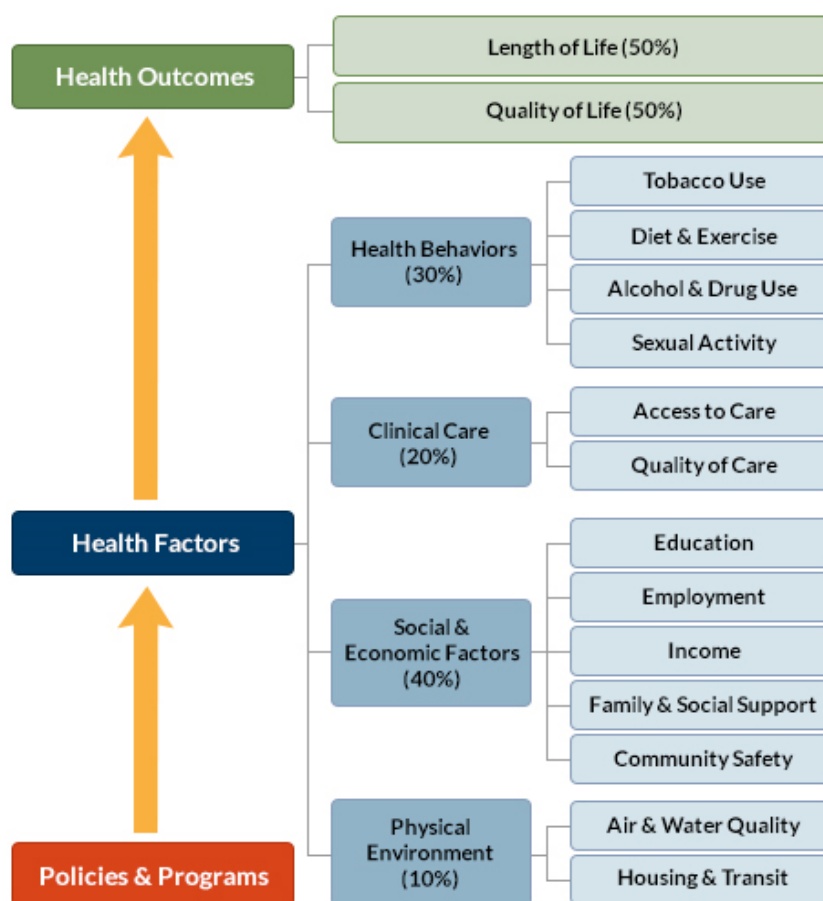 Health Outcomes
Length of Life (50%)
Quality of Life (50%)
Health Factors
Health Behaviors
(30%)
Tobacco Use
Diet & Exercise
Alcohol & Drug Use
Sexual Activity
Clinical Care
(20%)
Access to Care
Quality of Care
Social &
Economic Factors
(40%)
Education
Employment
Income
Family & Social Support
Community Safety
Physical
Environment
(10%)
Air & Water Quality
Housing & Transit
Policies & Programs